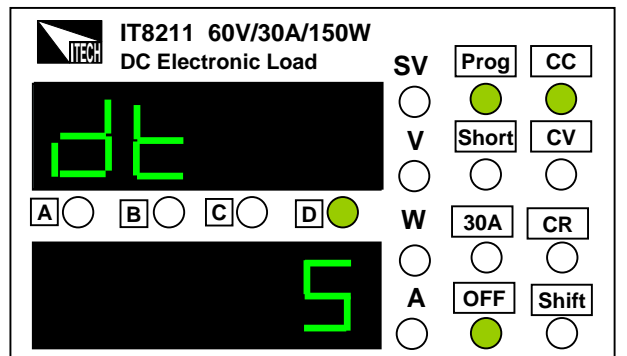 ITECH IT8211 60V/30A/150W
DC Electronic Load
SV Prog CC
dt
V Short CV
A B C D
W 30A CR
5
A OFF Shift